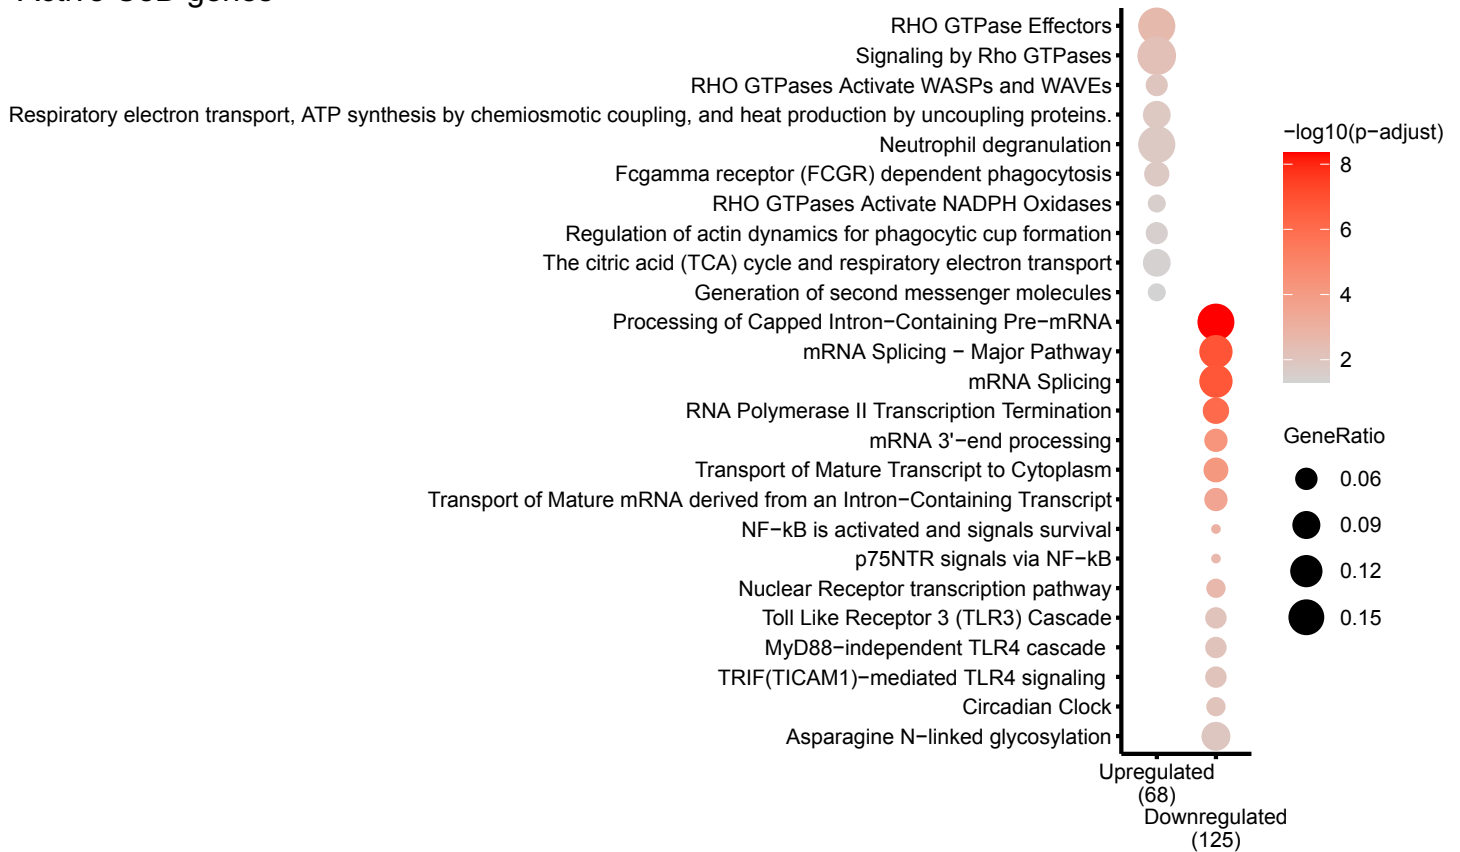 genes
RHO GTPase Effectors
Signaling by Rho GTPases
RHO GTPases Activate WASPs and WAVEs
Respiratory electron transport, ATP synthesis by chemiosmotic coupling, and heat production by uncoupling proteins.
Neutrophil degranulation
Fcgamma receptor (FCGR) dependent phagocytosis
RHO GTPases Activate NADPH Oxidases
Regulation of actin dynamics for phagocytic cup formation
The citric acid (TCA) cycle and respiratory electron transport
Generation of second messenger molecules
Processing of Capped Intron−Containing Pre−mRNA
mRNA Splicing − Major Pathway
mRNA Splicing
RNA Polymerase II Transcription Termination
mRNA 3'−end processing
Transport of Mature Transcript to Cytoplasm
Transport of Mature mRNA derived from an Intron−Containing Transcript
NF−kB is activated and signals survival
p75NTR signals via NF−kB
Nuclear Receptor transcription pathway
Toll Like Receptor 3 (TLR3) Cascade
MyD88−independent TLR4 cascade
TRIF(TICAM1)−mediated TLR4 signaling
Circadian Clock
Asparagine N−linked glycosylation
Upregulated
(68)
Downregulated
(125)
−log10(p−adjust)
8
6
4
2
GeneRatio
0.06
0.09
0.12
0.15